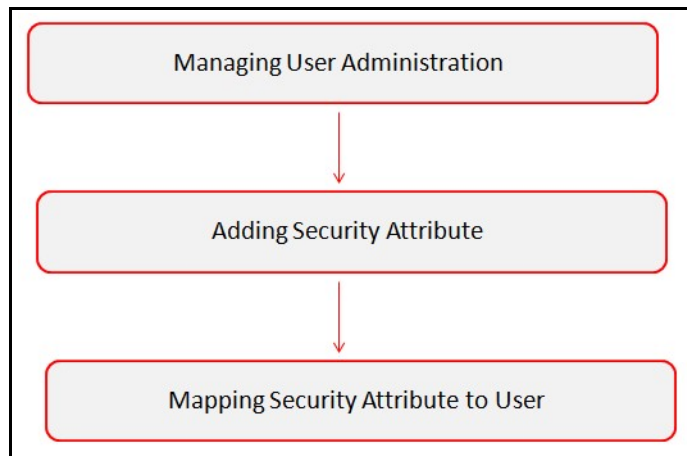 Managing User Administration
Adding Security Attribute
Mapping Security Attribute to User